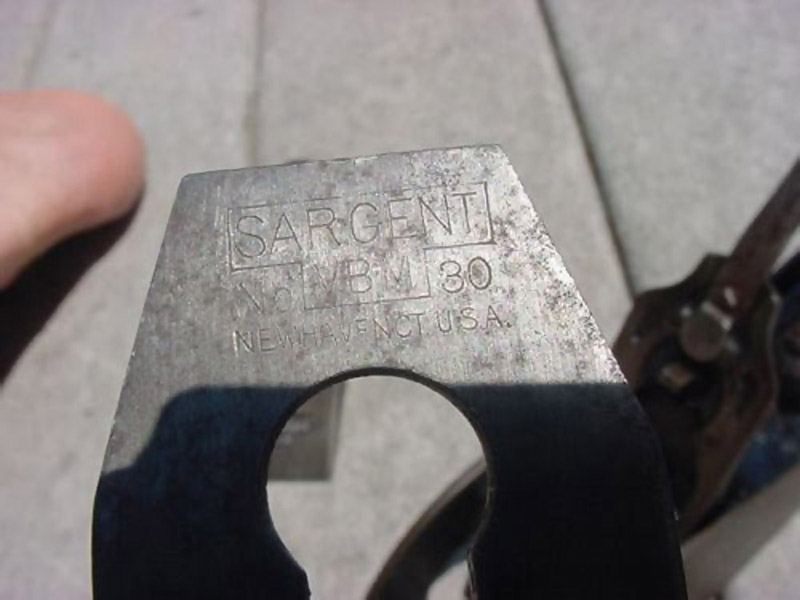 SARGENT
No VBM 30
NEW HAVEN CT U.S.A.